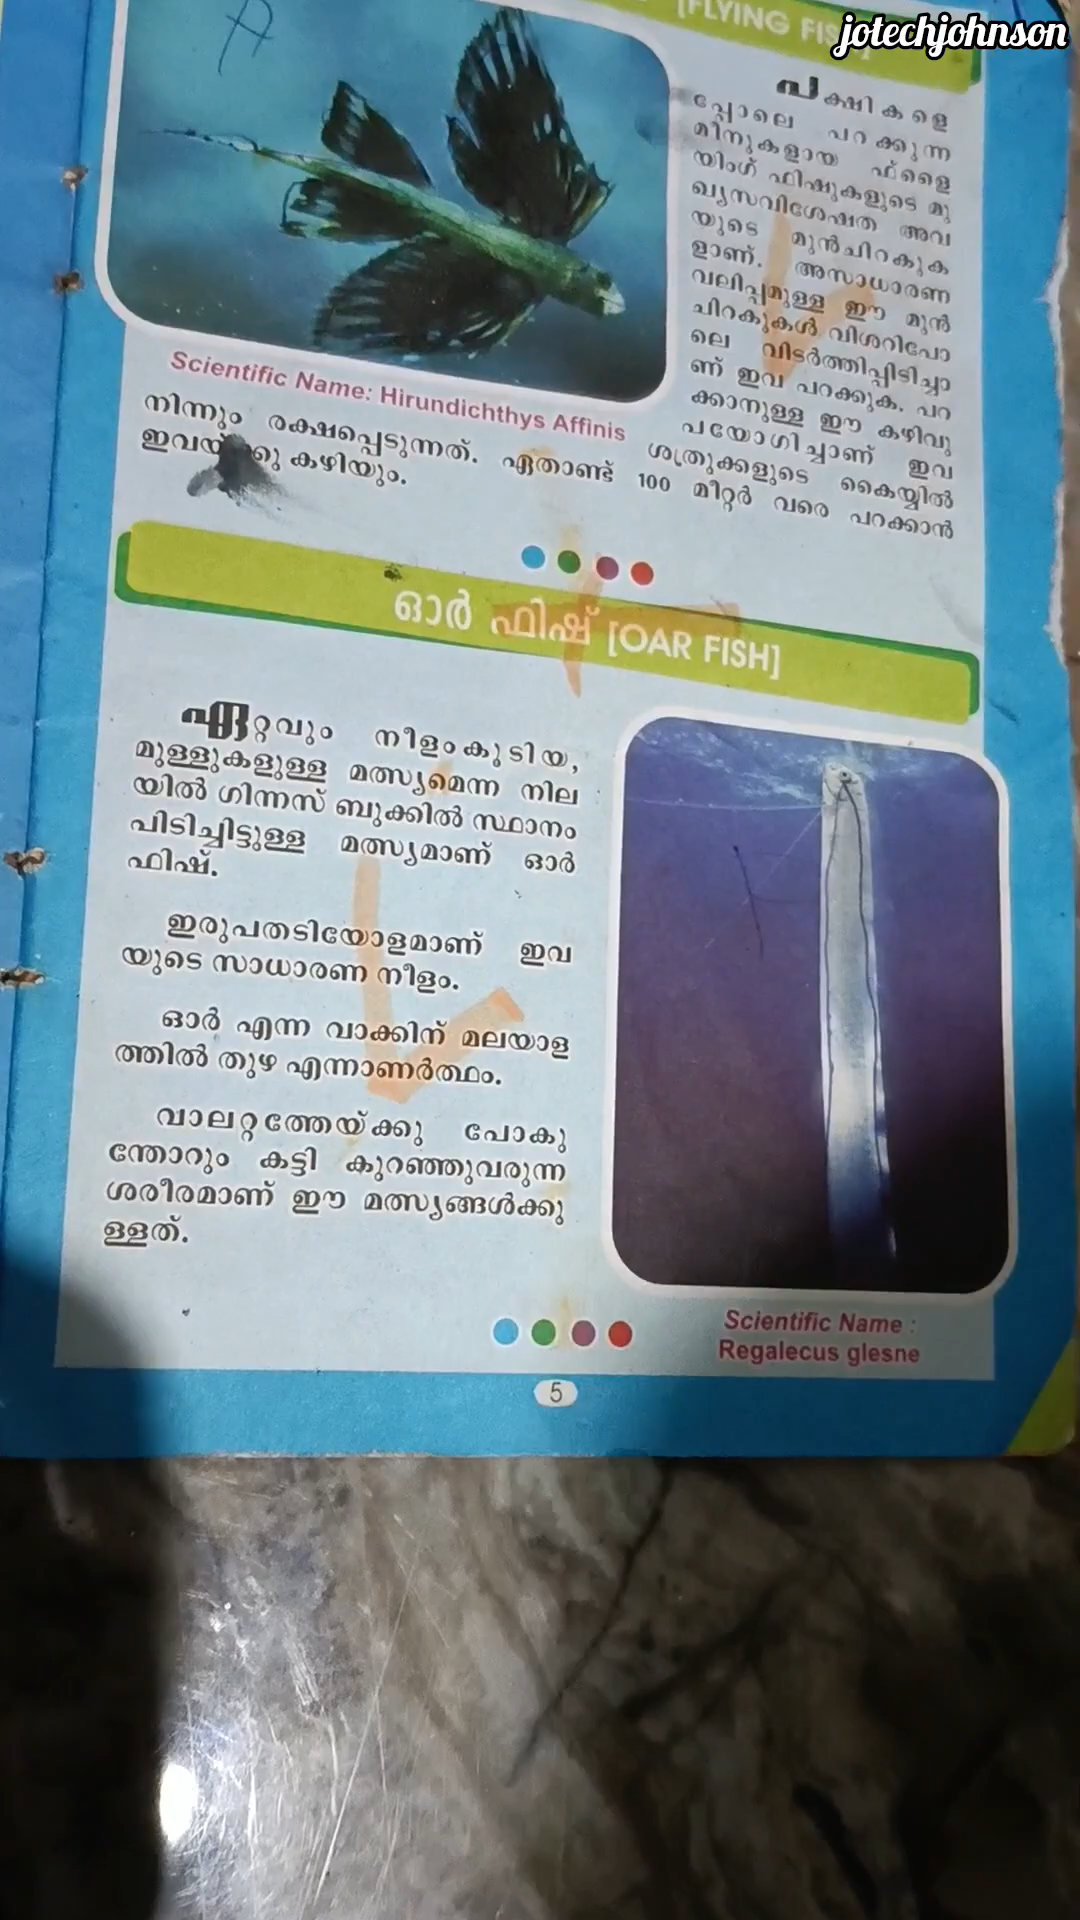 jotechjohnson
[FLYING FISH]
പക്ഷികളെ
പ്പോലെ പറക്കുന്ന
മീനുകളായ ഫ്ളൈ
യിംഗ് ഫിഷുകളുടെ മു
ഖ്യസവിശേഷത അവ
യുടെ മുൻചിറകുക
ളാണ്. അസാധാരണ
വലിപ്പമുള്ള ഈ മുൻ
ചിറകുകൾ വിശറിപോ
ലെ വിടർത്തിപ്പിടിച്ചാ
ണ് ഇവ പറക്കുക. പറ
ക്കാനുള്ള ഈ കഴിവു
പയോഗിച്ചാണ് ഇവ
Scientific Name: Hirundichthys Affinis
ശത്രുക്കളുടെ കൈയ്യിൽ
നിന്നും രക്ഷപ്പെടുന്നത്. ഏതാണ്ട് 100 മീറ്റർ വരെ പറക്കാൻ
കഴിയും.
ഓർ ഫിഷ് [OAR FISH]
ഏറ്റവും നീളംകൂടിയ,
മുള്ളുകളുള്ള മത്സ്യമെന്ന നില
യിൽ ഗിന്നസ് ബുക്കിൽ സ്ഥാനം
പിടിച്ചിട്ടുള്ള മത്സ്യമാണ് ഓർ
ഫിഷ്.
ഇരുപതടിയോളമാണ് ഇവ
യുടെ സാധാരണ നീളം.
ഓർ എന്ന വാക്കിന് മലയാള
ത്തിൽ തുഴ എന്നാണർത്ഥം.
വാലറ്റത്തേയ്ക്കു പോകു
ന്തോറും കട്ടി കുറഞ്ഞുവരുന്ന
ശരീരമാണ് ഈ മത്സ്യങ്ങൾക്കു
ള്ളത്.
Scientific Name :
Regalecus glesne
5